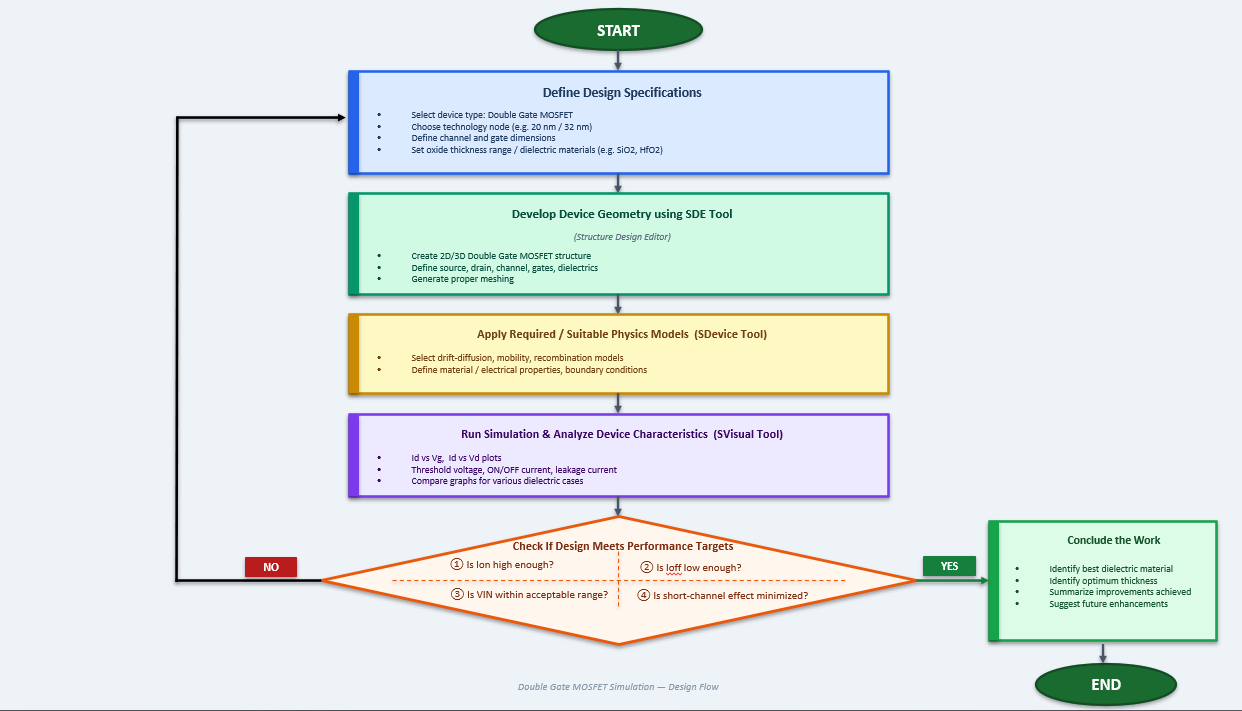 START
Define Design Specifications
• Select device type: Double Gate MOSFET
• Choose technology node (e.g. 20 nm / 32 nm)
• Define channel and gate dimensions
• Set oxide thickness range / dielectric materials (e.g. SiO2, HfO2)
Develop Device Geometry using SDE Tool
(Structure Design Editor)
• Create 2D/3D Double Gate MOSFET structure
• Define source, drain, channel, gates, dielectrics
• Generate proper meshing
Apply Required / Suitable Physics Models (SDevice Tool)
• Select drift-diffusion, mobility, recombination models
• Define material / electrical properties, boundary conditions
Run Simulation & Analyze Device Characteristics (SVisual Tool)
• Id vs Vg, Id vs Vd plots
• Threshold voltage, ON/OFF current, leakage current
• Compare graphs for various dielectric cases
Check If Design Meets Performance Targets
① Is Ion high enough?
② Is Ioff low enough?
③ Is VIN within acceptable range?
④ Is short-channel effect minimized?
NO
YES
Conclude the Work
• Identify best dielectric material
• Identify optimum thickness
• Summarize improvements achieved
• Suggest future enhancements
END
Double Gate MOSFET Simulation — Design Flow